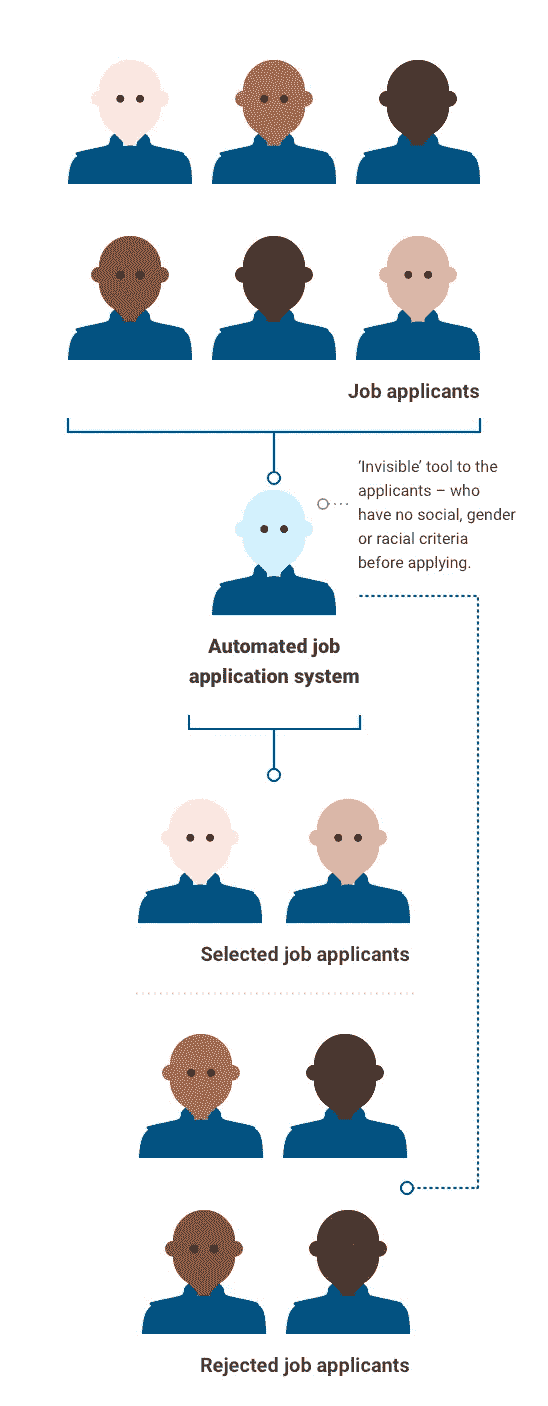 Job applicants
‘Invisible’ tool to the
applicants – who
have no social, gender
or racial criteria
before applying.
Automated job
application system
Selected job applicants
Rejected job applicants